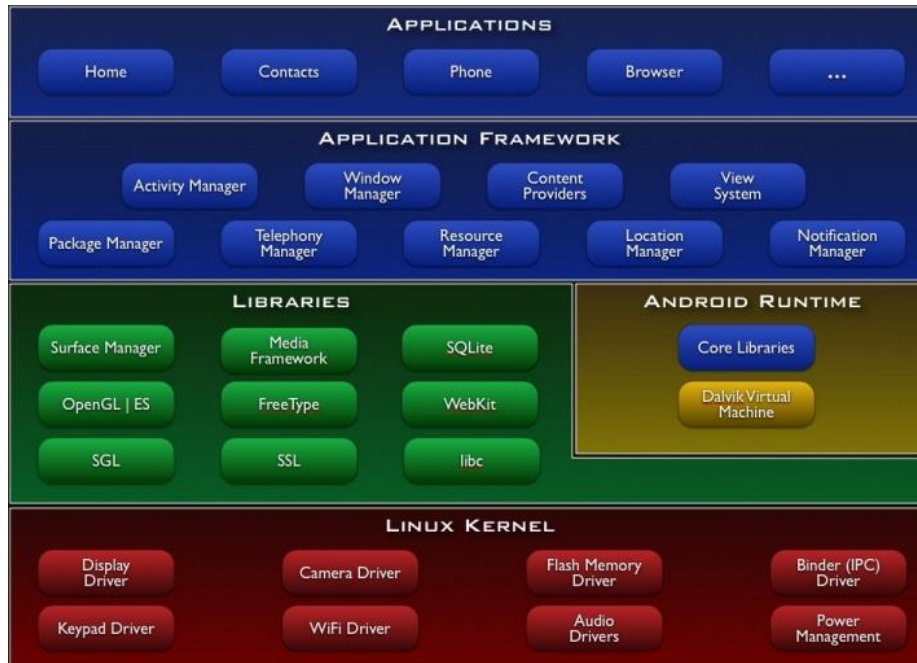 APPLICATIONS
Home
Contacts
Phone
Browser
...
APPLICATION FRAMEWORK
Activity Manager
Window
Manager
Content
Providers
View
System
Package Manager
Telephony
Manager
Resource
Manager
Location
Manager
Notification
Manager
LIBRARIES
Surface Manager
Media
Framework
SQLite
OpenGL | ES
FreeType
WebKit
SGL
SSL
libc
ANDROID RUNTIME
Core Libraries
Dalvik Virtual
Machine
LINUX KERNEL
Display
Driver
Camera Driver
Flash Memory
Driver
Binder (IPC)
Driver
Keypad Driver
WiFi Driver
Audio
Drivers
Power
Management